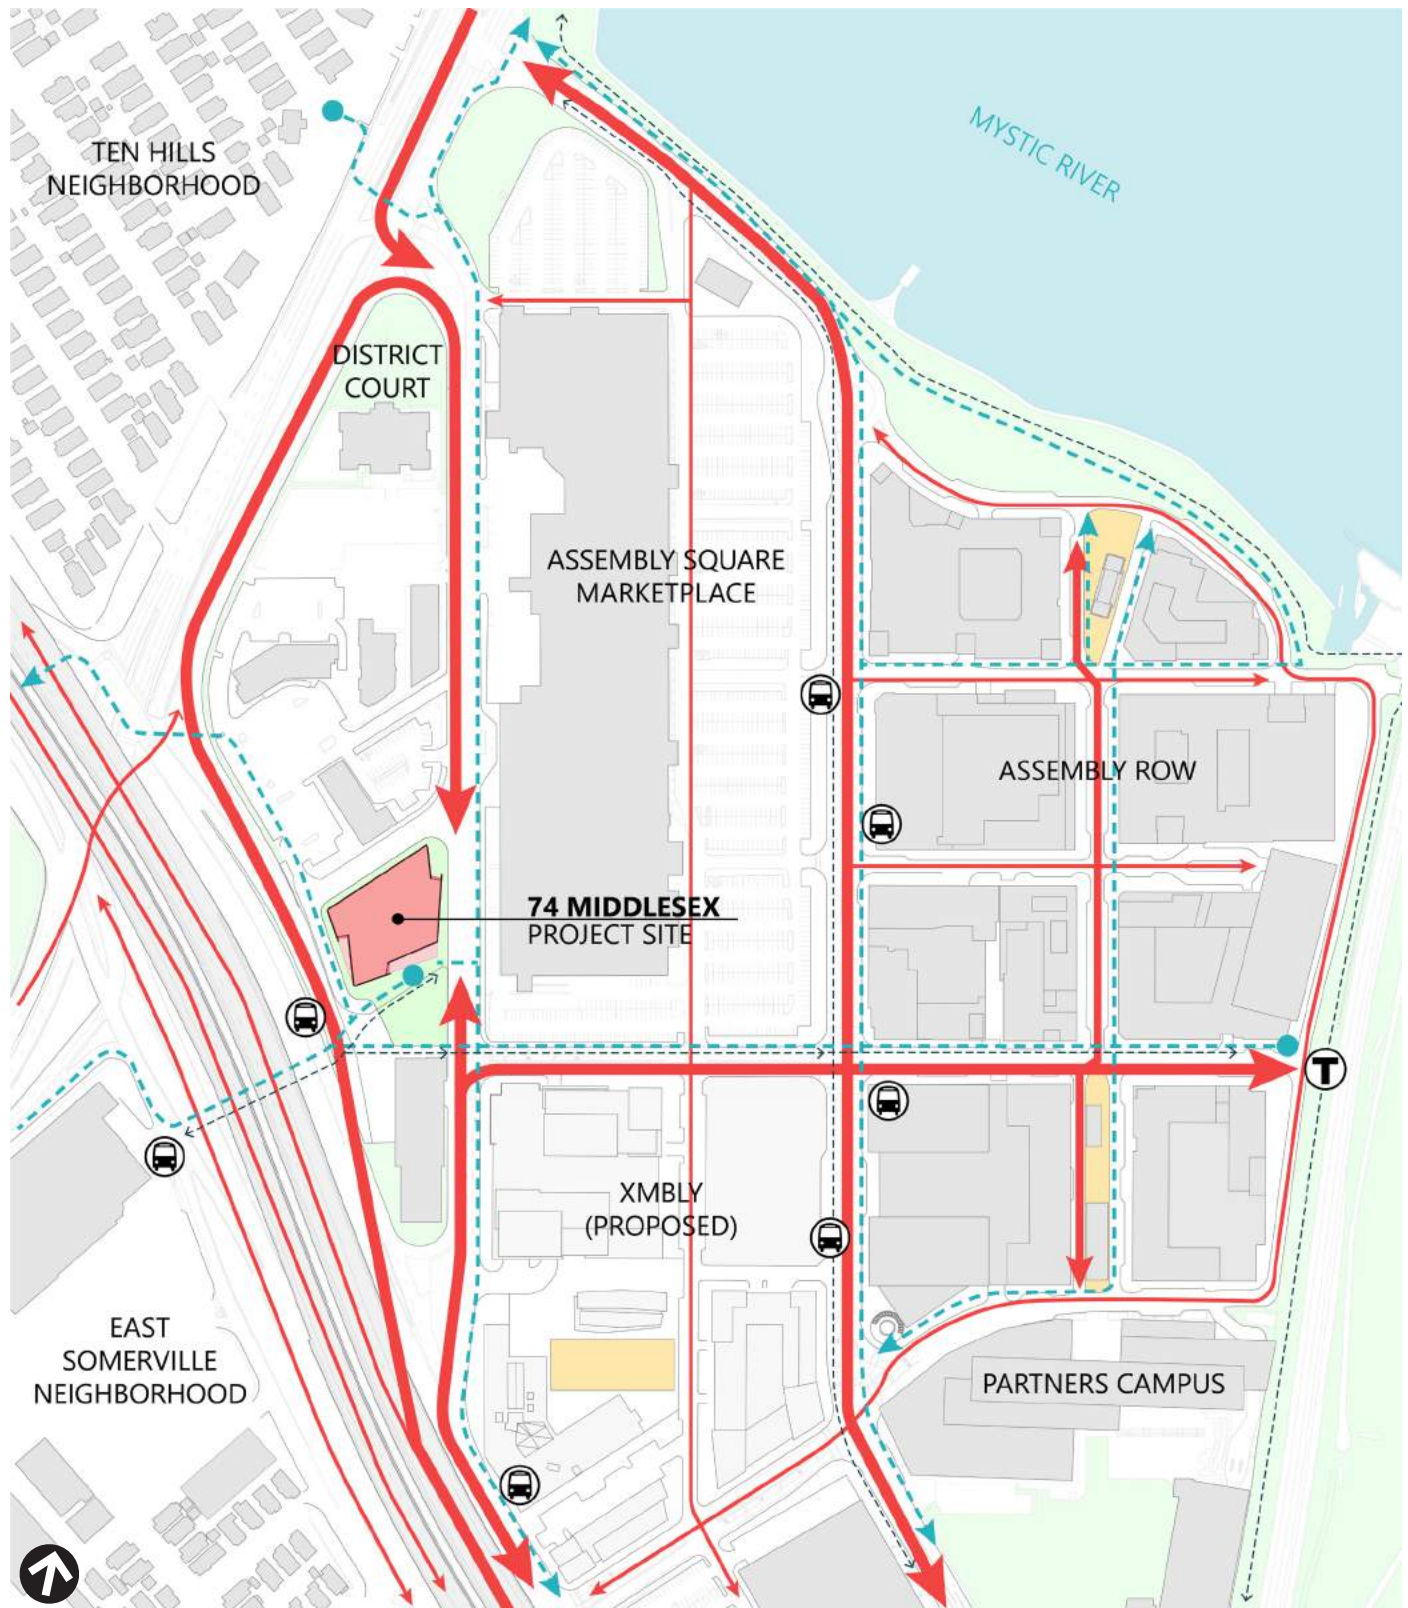 MYSTIC RIVER
TEN HILLS
NEIGHBORHOOD
DISTRICT
COURT
ASSEMBLY SQUARE
MARKETPLACE
ASSEMBLY ROW
74 MIDDLESEX
PROJECT SITE
T
XMBLY
(PROPOSED)
EAST
SOMERVILLE
NEIGHBORHOOD
PARTNERS CAMPUS